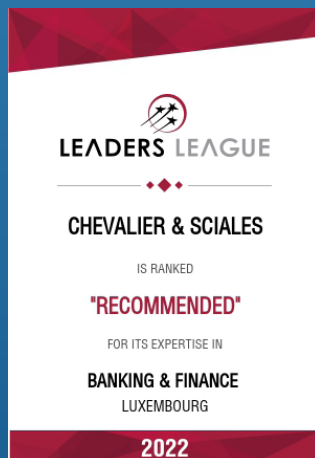 LEADERS LEAGUE
CHEVALIER & SCIALES
IS RANKED
"RECOMMENDED"
FOR ITS EXPERTISE IN
BANKING & FINANCE
LUXEMBOURG
2022